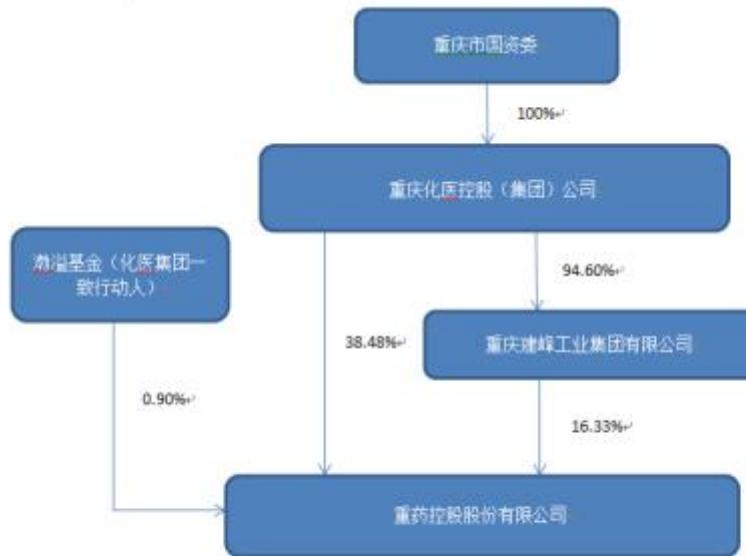 重庆市国资委
100%↵
重庆化医控股（集团）公司
渤溢基金（化医集团一
致行动人）
94.60%↵
38.48%↵
重庆建峰工业集团有限公司
0.90%↵
16.33%↵
重药控股股份有限公司